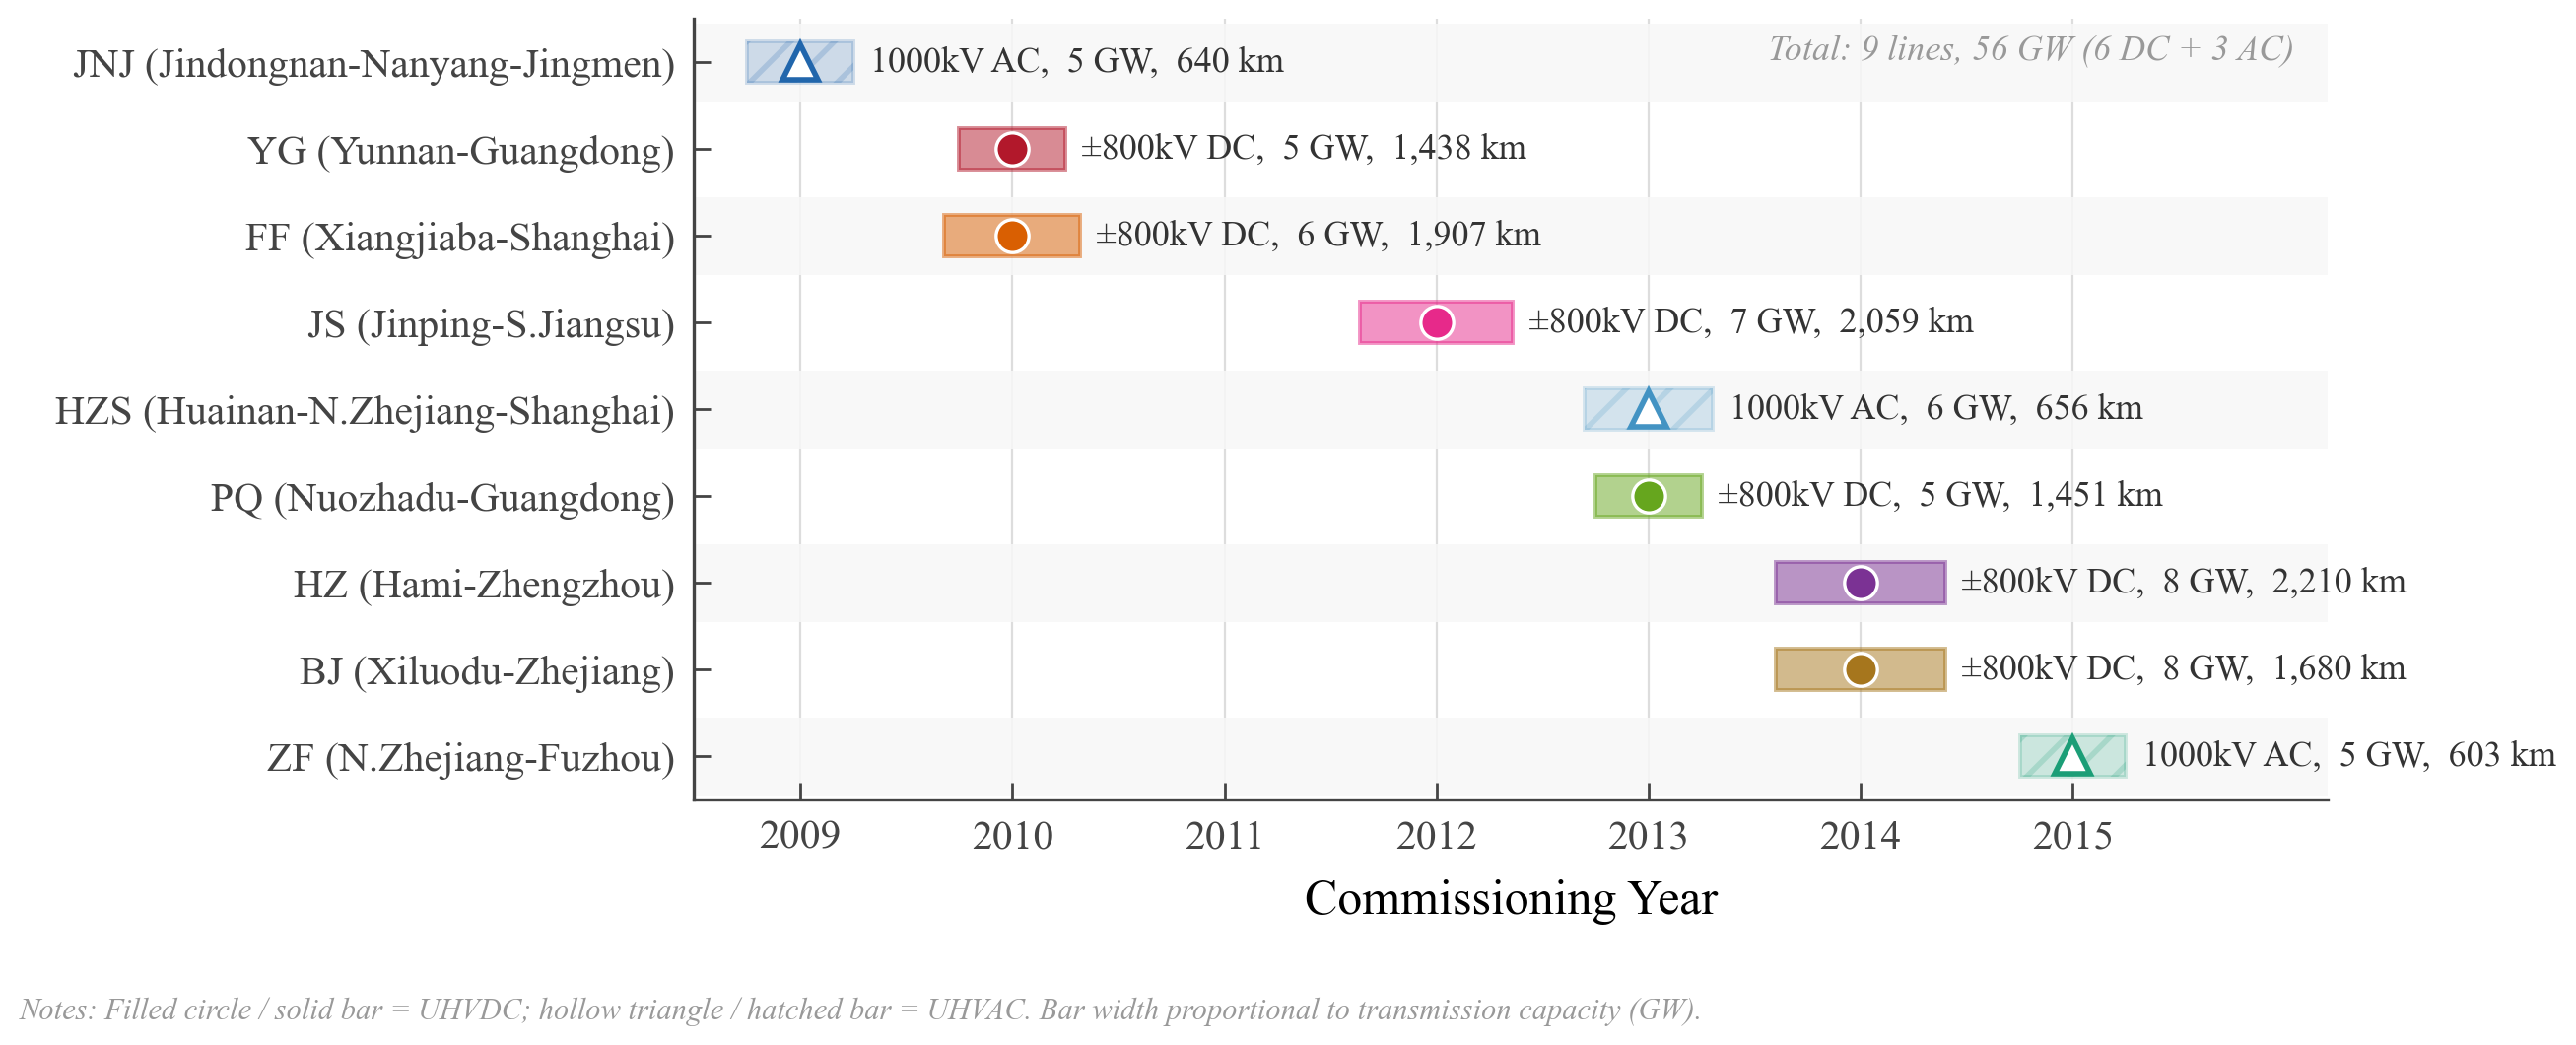 JNJ (Jindongnan-Nanyang-Jingmen) 1000kV AC, 5 GW, 640 km
Total: 9 lines, 56 GW (6 DC + 3 AC)
YG (Yunnan-Guangdong) ±800kV DC, 5 GW, 1,438 km
FF (Xiangjiaba-Shanghai) ±800kV DC, 6 GW, 1,907 km
JS (Jinping-S.Jiangsu) ±800kV DC, 7 GW, 2,059 km
HZS (Huainan-N.Zhejiang-Shanghai) 1000kV AC, 6 GW, 656 km
PQ (Nuozhadu-Guangdong) ±800kV DC, 5 GW, 1,451 km
HZ (Hami-Zhengzhou) ±800kV DC, 8 GW, 2,210 km
BJ (Xiluodu-Zhejiang) ±800kV DC, 8 GW, 1,680 km
ZF (N.Zhejiang-Fuzhou) 1000kV AC, 5 GW, 603 km
2009 2010 2011 2012 2013 2014 2015
Commissioning Year
Notes: Filled circle / solid bar = UHVDC; hollow triangle / hatched bar = UHVAC. Bar width proportional to transmission capacity (GW).